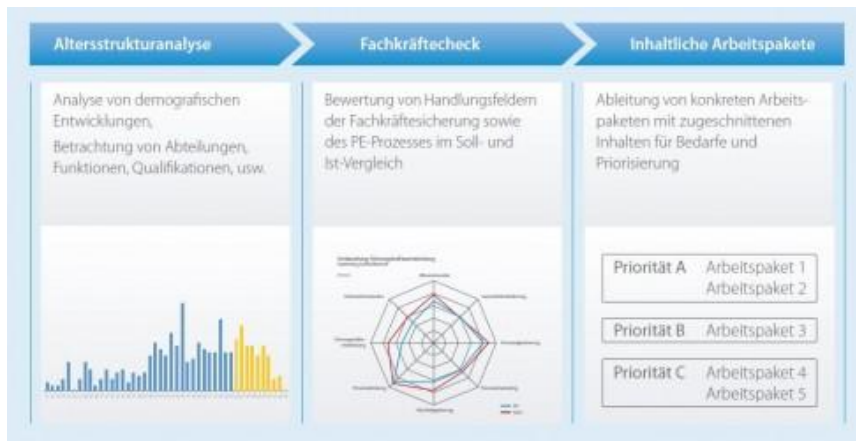 Altersstrukturanalyse
Fachkräftecheck
Inhaltliche Arbeitspakete
Analyse von demografischen
Entwicklungen,
Betrachtung von Abteilungen,
Funktionen, Qualifikationen, usw.
Bewertung von Handlungsfeldern
der Fachkräftesicherung sowie
des PE-Prozesses im Soll- und
Ist-Vergleich
Ableitung von konkreten Arbeits-
paketen mit zugeschnittenen
Inhalten für Bedarfe und
Priorisierung
Priorität A Arbeitspaket 1
Arbeitspaket 2
Priorität B Arbeitspaket 3
Priorität C Arbeitspaket 4
Arbeitspaket 5